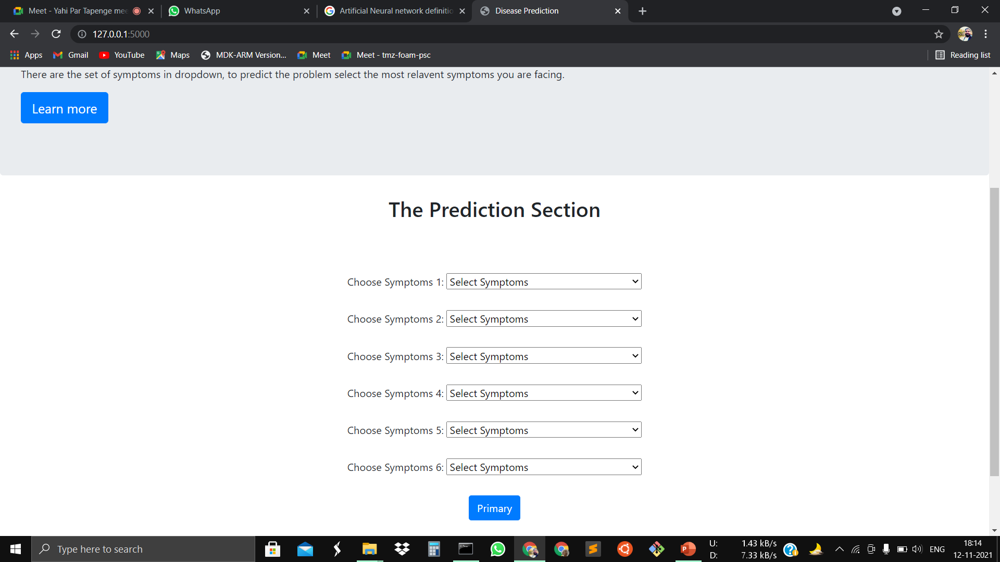 Meet - Yahi Par Tapenge mee
WhatsApp
Artificial Neural network definitio
Disease Prediction
127.0.0.1:5000
Apps
Gmail
YouTube
Maps
MDK-ARM Version...
Meet
Meet - tmz-foam-psc
Reading list
There are the set of symptoms in dropdown, to predict the problem select the most relavent symptoms you are facing.
Learn more
The Prediction Section
Choose Symptoms 1: Select Symptoms
Choose Symptoms 2: Select Symptoms
Choose Symptoms 3: Select Symptoms
Choose Symptoms 4: Select Symptoms
Choose Symptoms 5: Select Symptoms
Choose Symptoms 6: Select Symptoms
Primary
Type here to search
U: 1.43 kB/s
D: 7.33 kB/s
ENG
18:14
12-11-2021